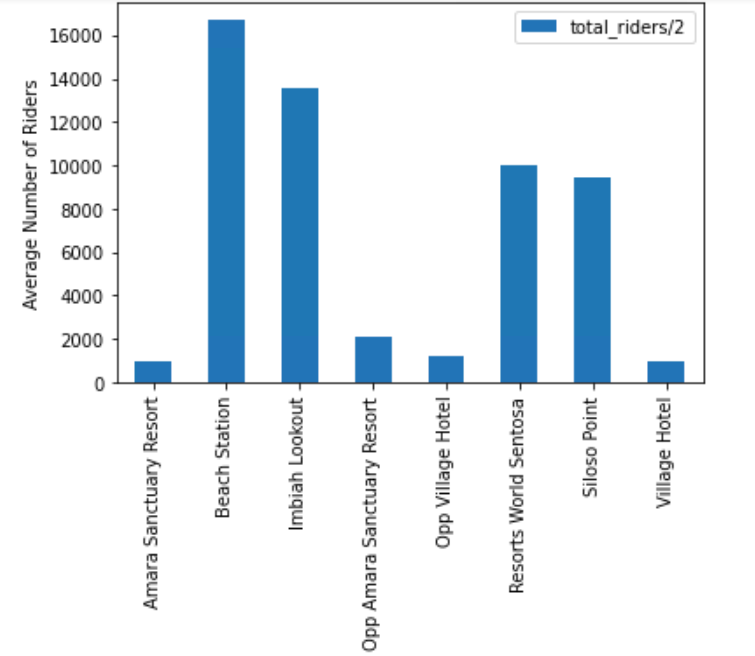 total_riders/2
Average Number of Riders
16000
14000
12000
10000
8000
6000
4000
2000
0
Amara Sanctuary Resort
Beach Station
Imbiah Lookout
Opp Amara Sanctuary Resort
Opp Village Hotel
Resorts World Sentosa
Siloso Point
Village Hotel